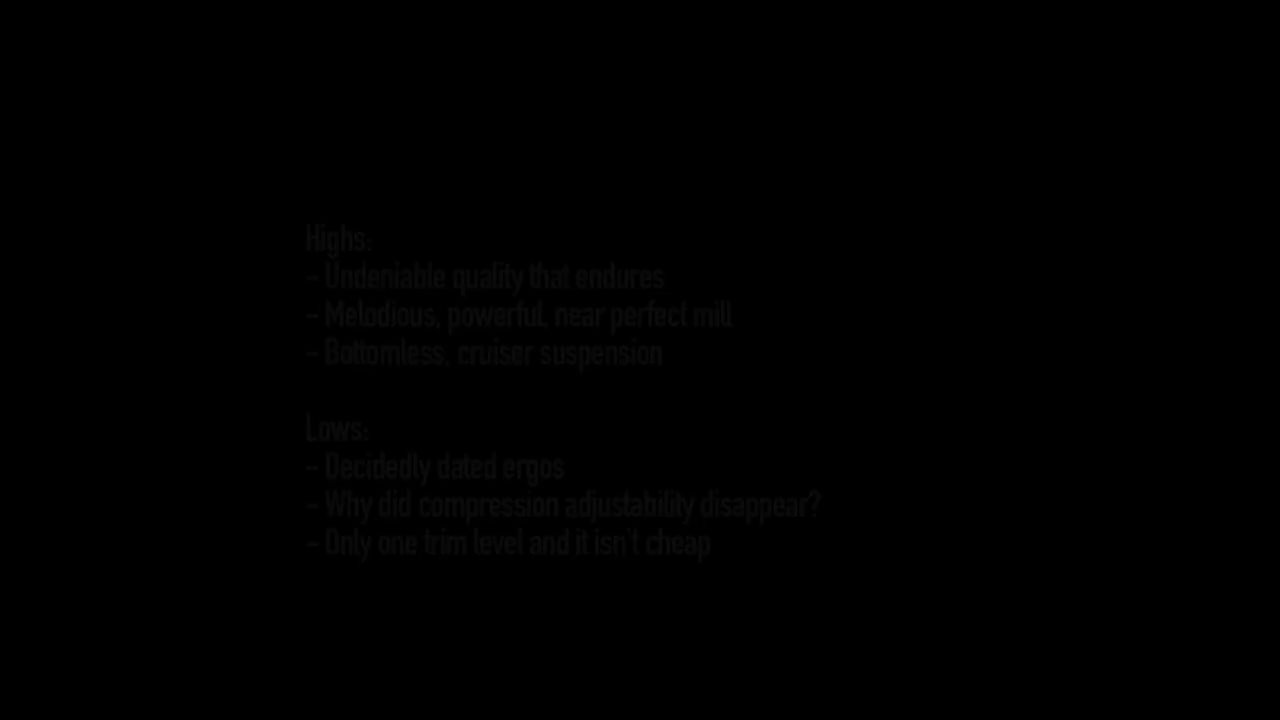 Highs:
- Undeniable quality that endures
- Melodious, powerful, near perfect mill
- Bottomless, cruiser suspension
Lows:
- Decidedly dated ergos
- Why did compression adjustability disappear?
- Only one trim level and it isn't cheap